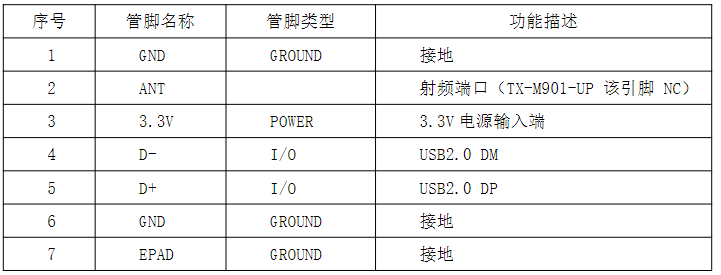 序号 管脚名称 管脚类型 功能描述
1 GND GROUND 接地
2 ANT 射频端口（TX-M901-UP 该引脚 NC）
3 3.3V POWER 3.3V电源输入端
4 D- I/O USB2.0 DM
5 D+ I/O USB2.0 DP
6 GND GROUND 接地
7 EPAD GROUND 接地